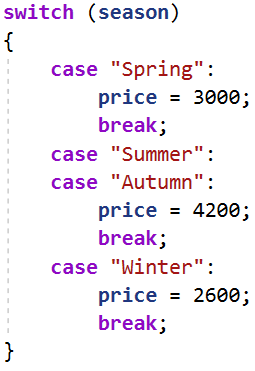 switch (season)
{
    case "Spring":
        price = 3000;
        break;
    case "Summer":
    case "Autumn":
        price = 4200;
        break;
    case "Winter":
        price = 2600;
        break;
}